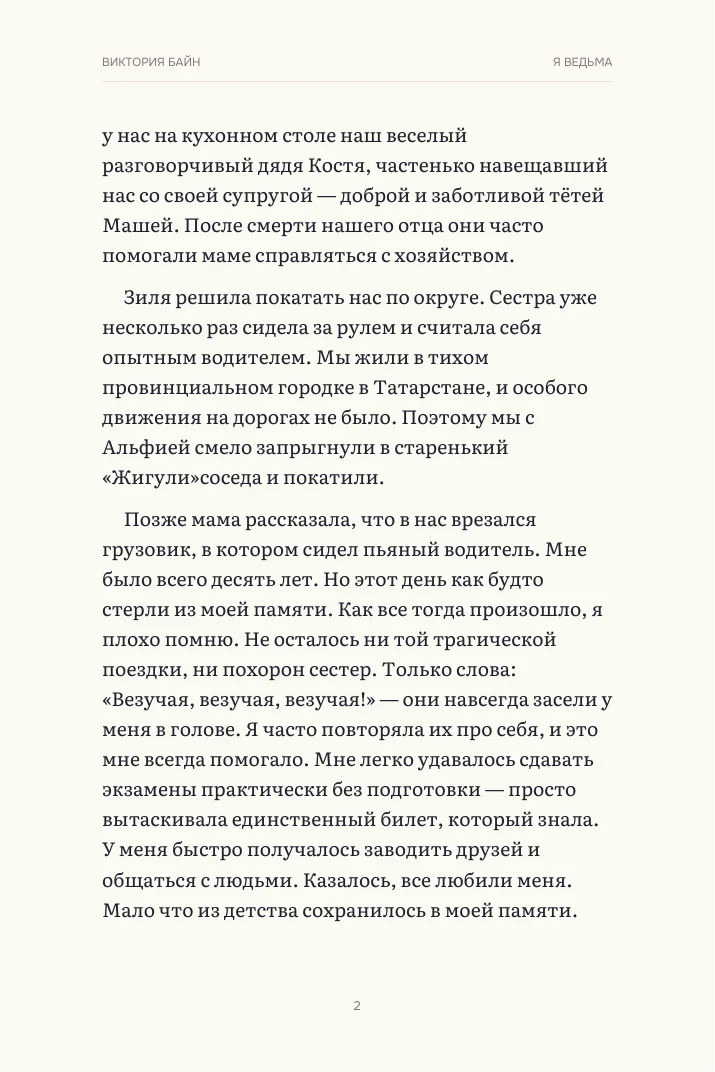 ВИКТОРИЯ БАЙН
Я ВЕДЬМА
у нас на кухонном столе наш веселый
разговорчивый дядя Костя, частенько навещавший
нас со своей супругой — доброй и заботливой тётей
Машей. После смерти нашего отца они часто
помогали маме справляться с хозяйством.
Зиля решила покатать нас по округе. Сестра уже
несколько раз сидела за рулем и считала себя
опытным водителем. Мы жили в тихом
провинциальном городке в Татарстане, и особого
движения на дорогах не было. Поэтому мы с
Альфией смело запрыгнули в старенький
«Жигули»соседа и покатили.
Позже мама рассказала, что в нас врезался
грузовик, в котором сидел пьяный водитель. Мне
было всего десять лет. Но этот день как будто
стерли из моей памяти. Как все тогда произошло, я
плохо помню. Не осталось ни той трагической
поездки, ни похорон сестер. Только слова:
«Везучая, везучая, везучая!» — они навсегда засели у
меня в голове. Я часто повторяла их про себя, и это
мне всегда помогало. Мне легко удавалось сдавать
экзамены практически без подготовки — просто
вытаскивала единственный билет, который знала.
У меня быстро получалось заводить друзей и
общаться с людьми. Казалось, все любили меня.
Мало что из детства сохранилось в моей памяти.
2